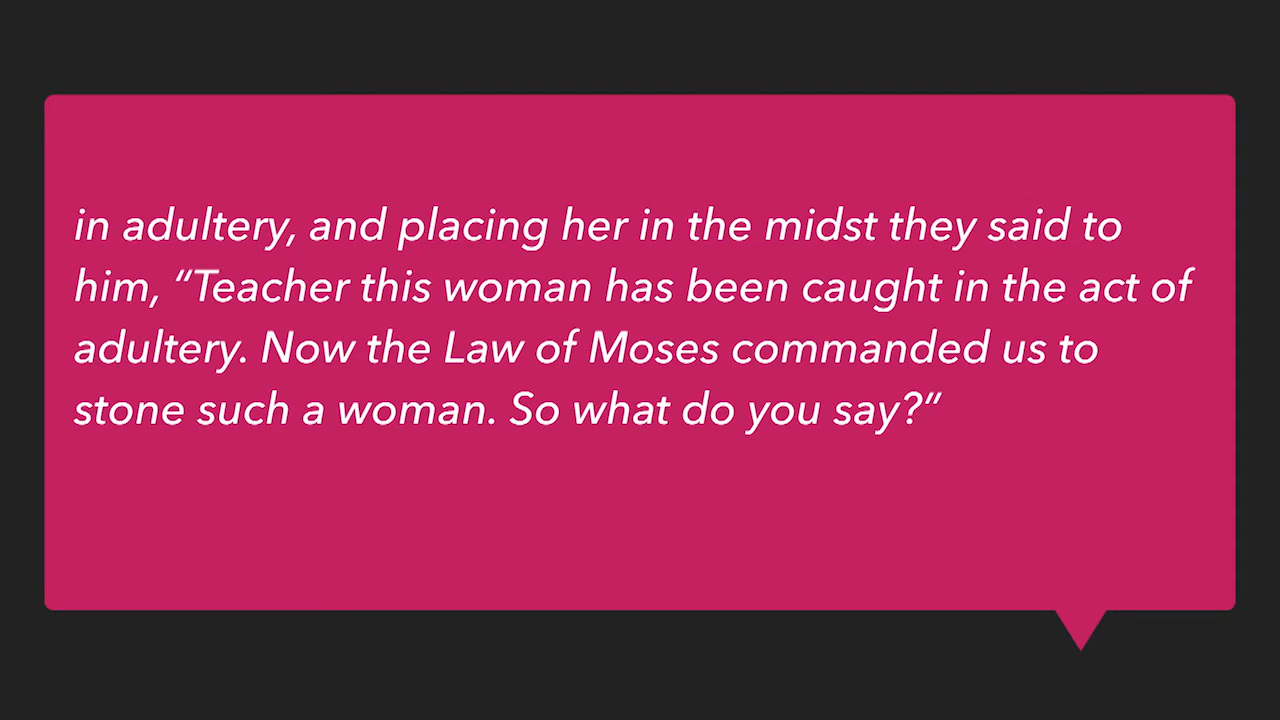 in adultery, and placing her in the midst they said to
him, “Teacher this woman has been caught in the act of
adultery. Now the Law of Moses commanded us to
stone such a woman. So what do you say?”